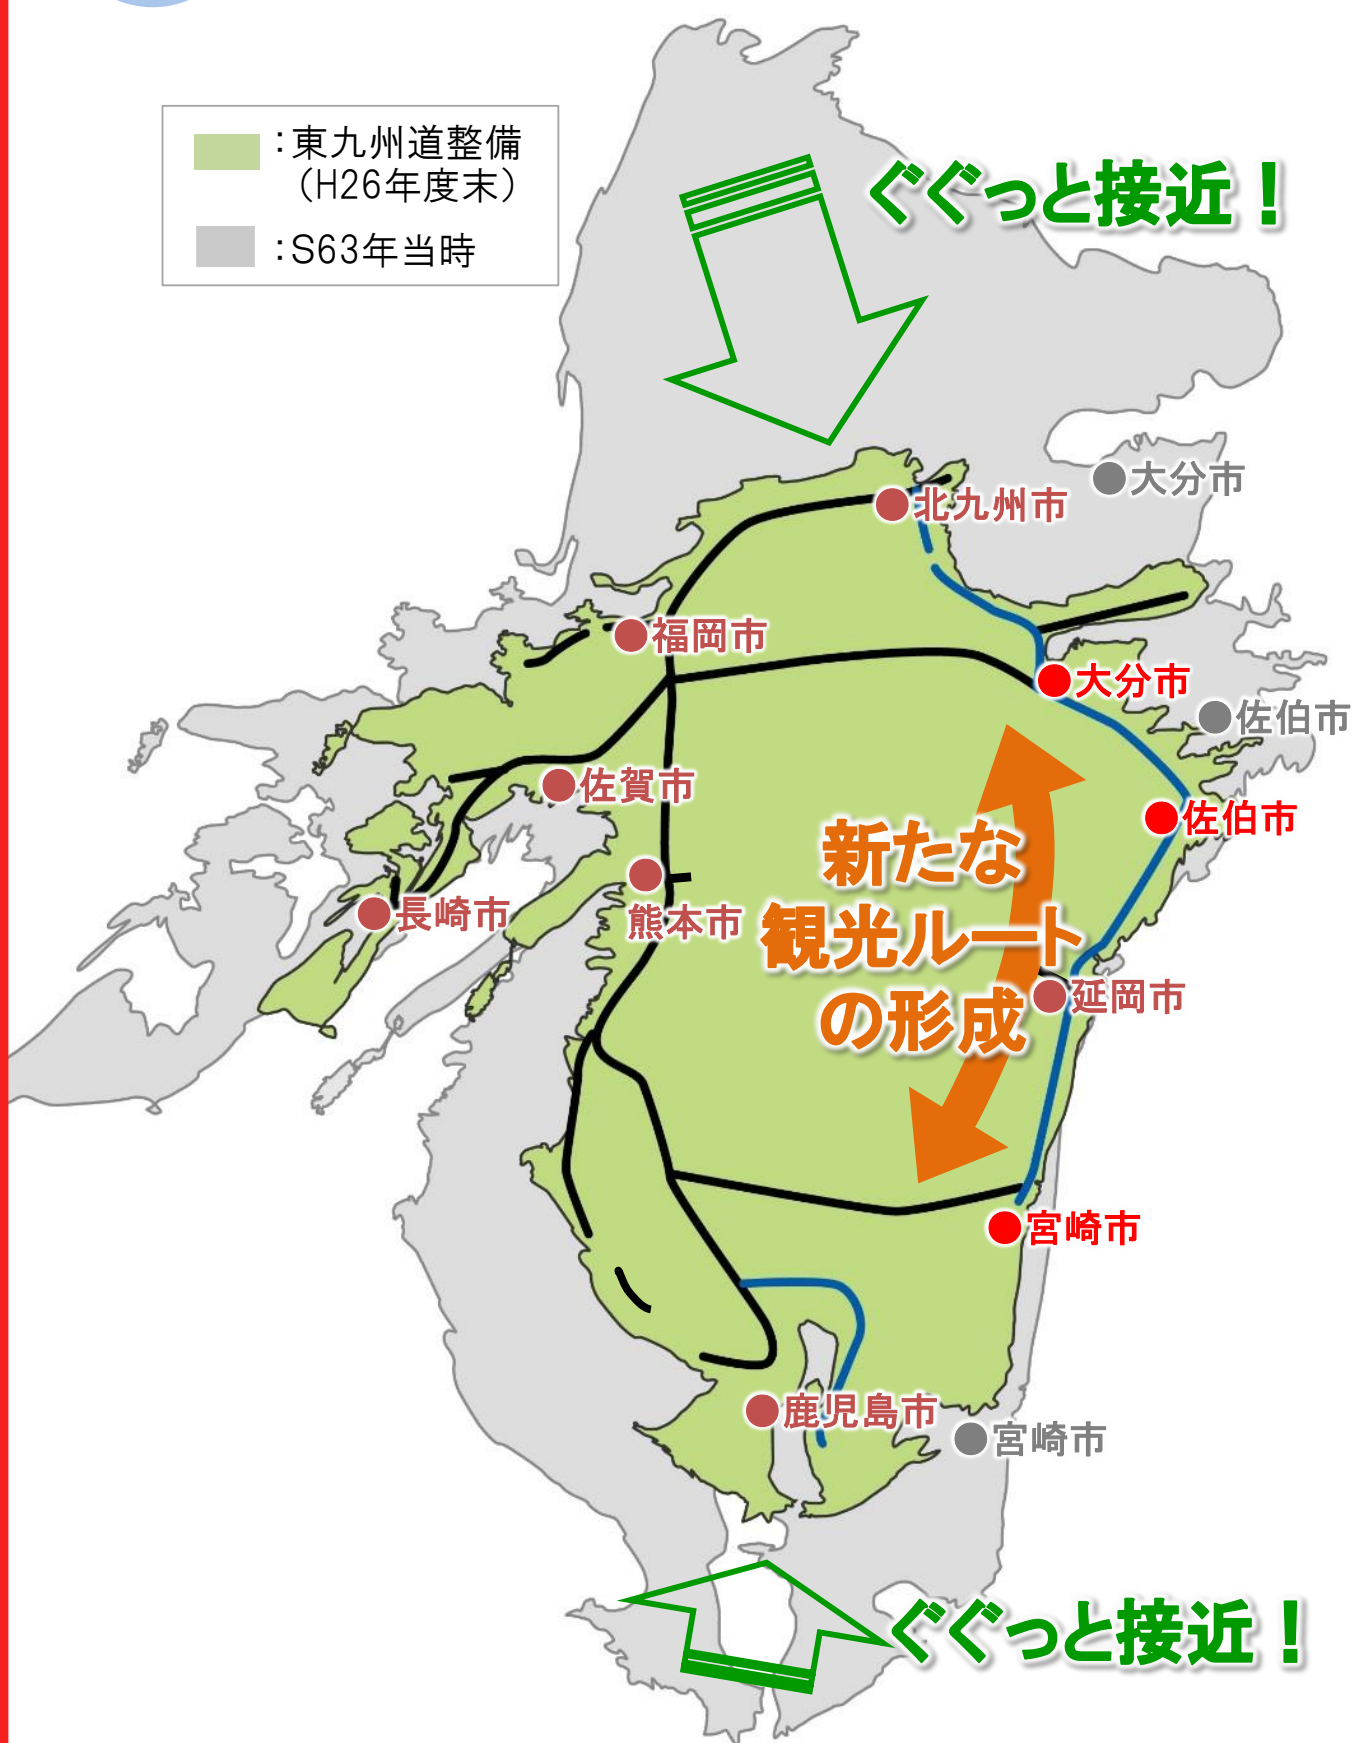 :東九州道整備
（H26年度末）
:S63年当時
ぐぐっと接近！
大分市
北九州市
福岡市
大分市
佐伯市
佐賀市
佐伯市
新たな
観光ルート
の形成
熊本市
長崎市
延岡市
宮崎市
鹿児島市
宮崎市
ぐぐっと接近！